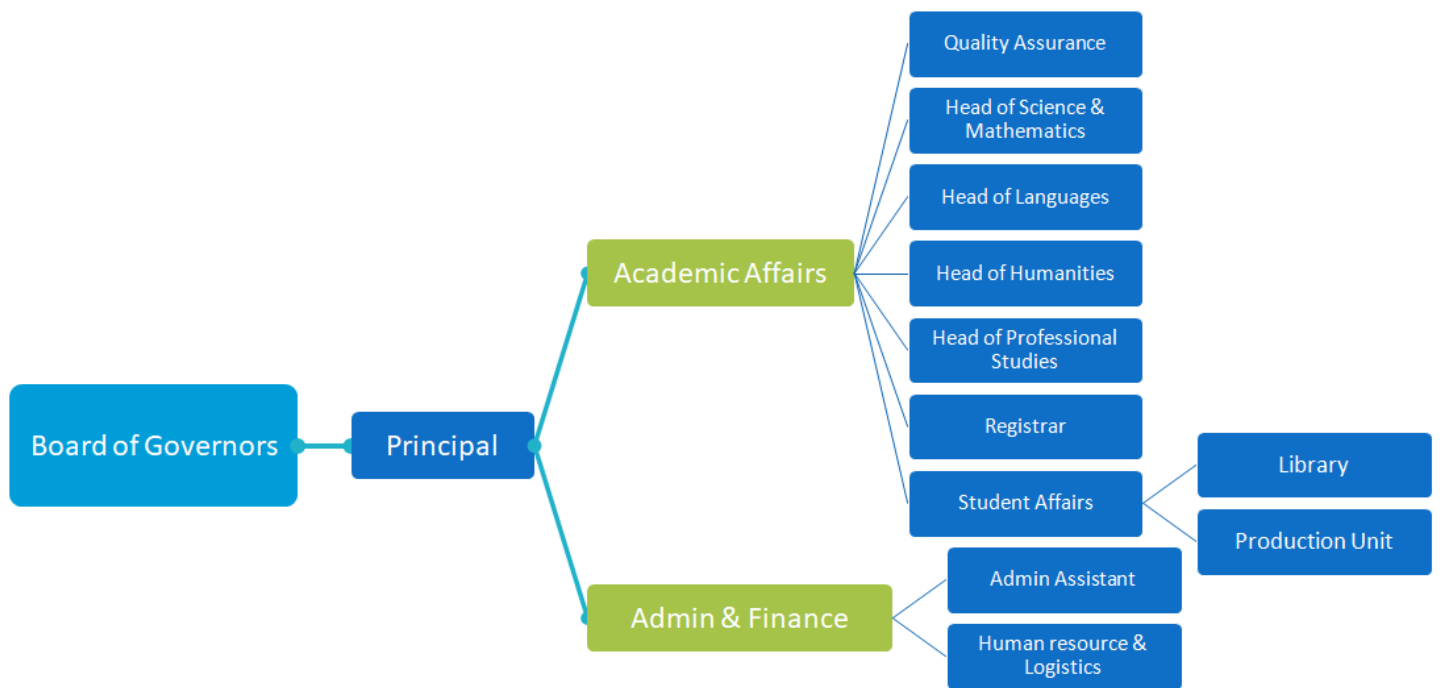 Board of Governors
Principal
Academic Affairs
Quality Assurance
Head of Science &
Mathematics
Head of Languages
Head of Humanities
Head of Professional
Studies
Registrar
Student Affairs
Library
Production Unit
Admin & Finance
Admin Assistant
Human resource &
Logistics